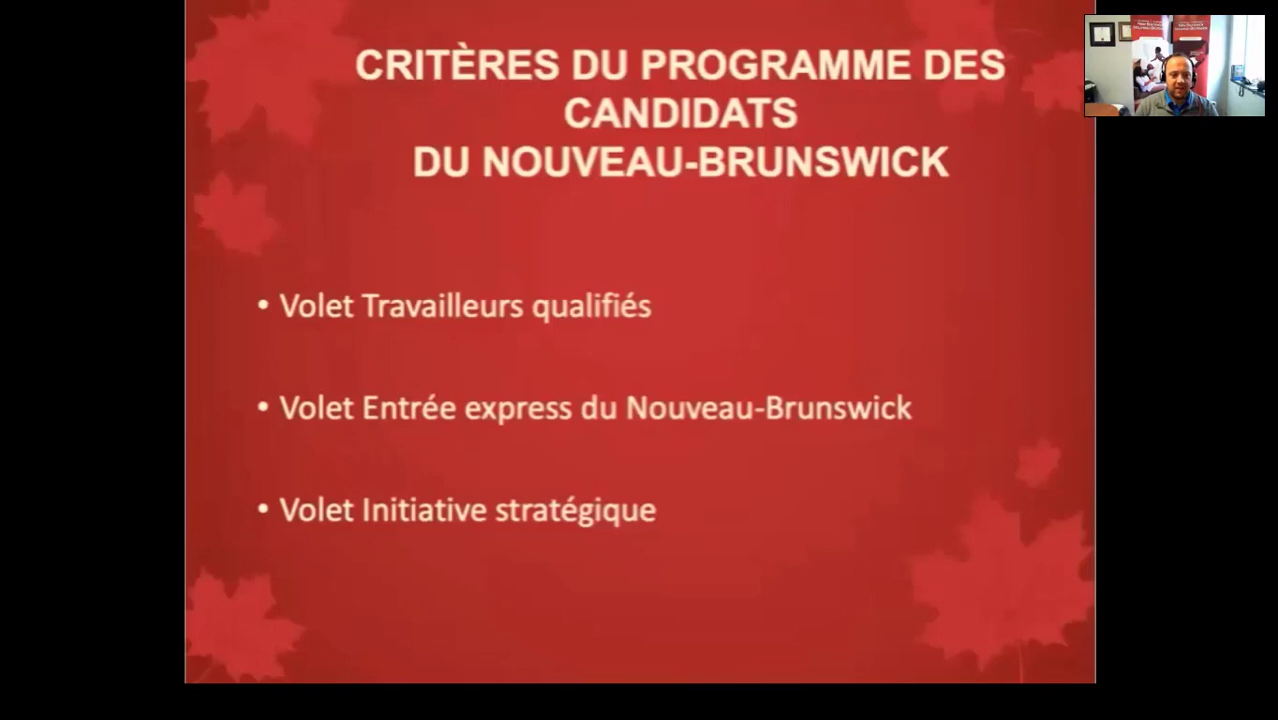 CRITÈRES DU PROGRAMME DES
CANDIDATS
DU NOUVEAU-BRUNSWICK
• Volet Travailleurs qualifiés
• Volet Entrée express du Nouveau-Brunswick
• Volet Initiative stratégique